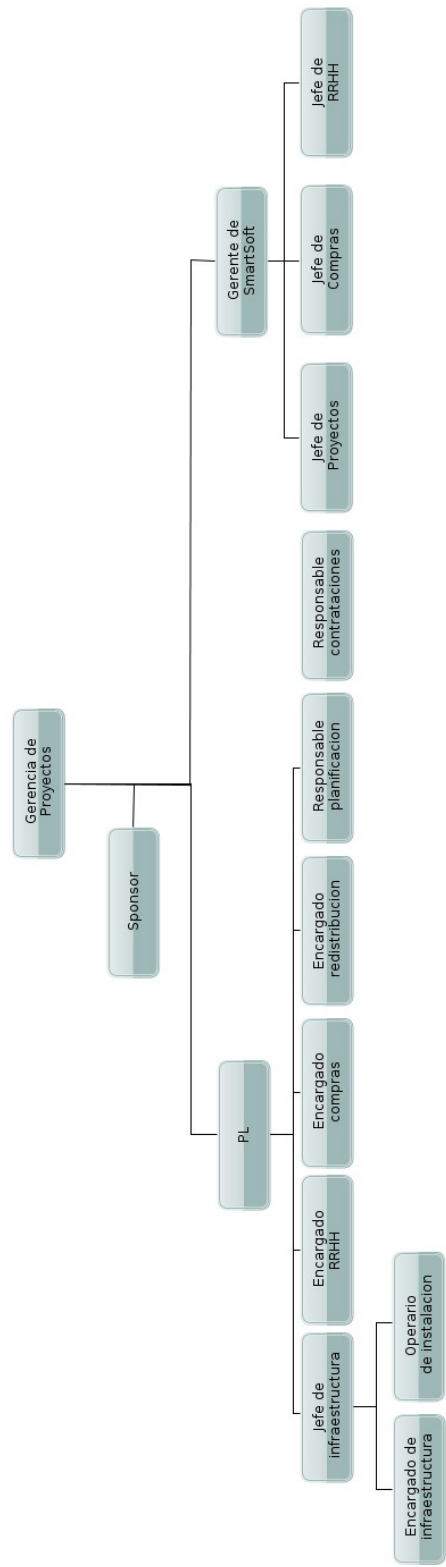 Gerencia de
Proyectos
Sponsor
PL
Gerente de
SmartSoft
Jefe de
infraestructura
Encargado
RRHH
Encargado
compras
Encargado
redistribucion
Responsable
planificacion
Responsable
contrataciones
Jefe de
Proyectos
Jefe de
Compras
Jefe de
RRHH
Encargado de
infraestructura
Operario
de instalacion